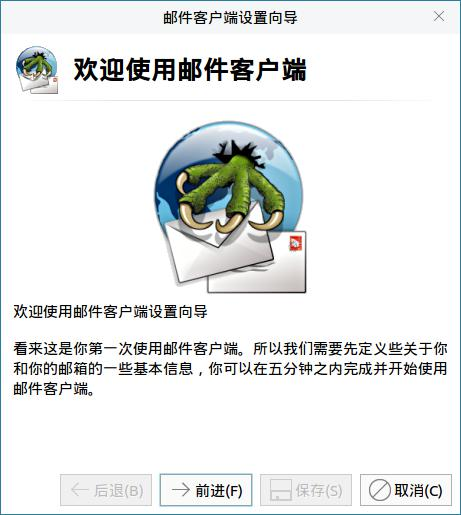 邮件客户端设置向导
欢迎使用邮件客户端
欢迎使用邮件客户端设置向导
看来这是你第一次使用邮件客户端。所以我们需要先定义些关于你
和你的邮箱的一些基本信息，你可以在五分钟之内完成并开始使用
邮件客户端。
后退(B) 前进(F) 保存(S) 取消(C)